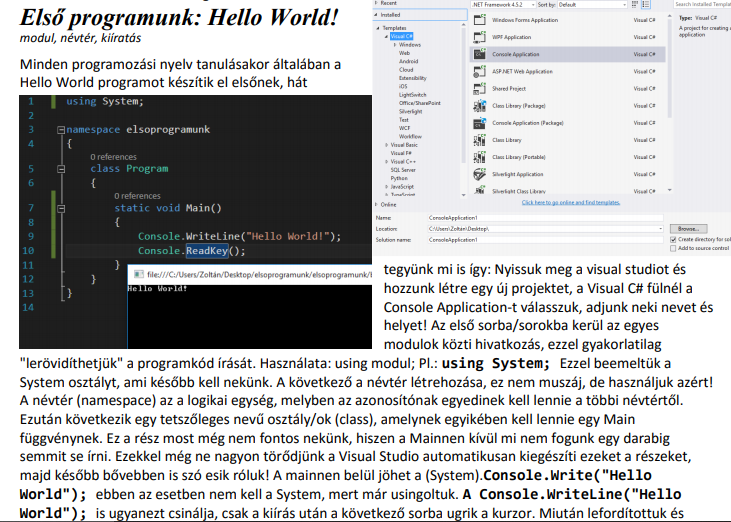 Első programunk: Hello World!
modul, névtér, kiíratás
Minden programozási nyelv tanulásakor általában a
Hello World programot készítik el elsőnek, hát
1 using System;
2
3 namespace elsoprogramunk
4 {
0 references
5 class Program
6 {
0 references
7 static void Main()
8 {
9 Console.WriteLine("Hello World!");
10 Console.ReadKey();
11 }
12 }
13 }
file:///C:/Users/Zoltán/Desktop/elsoprogramunk/elsoprogramunk/
Hello World!
Recent
.NET Framework 4.5.2
Sort by: Default
Search Installed Templa
Installed
Templates
Visual C#
Windows
Web
Android
Cloud
Extensibility
iOS
LightSwitch
Office/SharePoint
Silverlight
Test
WCF
Workflow
Visual Basic
Visual F#
Visual C++
SQL Server
Python
JavaScript
TypeScript
Online
Windows Forms Application Visual C#
WPF Application Visual C#
Console Application Visual C#
ASP.NET Web Application Visual C#
Shared Project Visual C#
Class Library (Package) Visual C#
Console Application (Package) Visual C#
Class Library Visual C#
Class Library (Portable) Visual C#
Silverlight Application Visual C#
Silverlight Class Library Visual C#
Type: Visual C#
A project for creating a
application
Click here to go online and find templates.
Name: ConsoleApplication1
Location: C:\Users\Zoltán\Desktop\ Browse...
Solution name: ConsoleApplication1
Create directory for sol
Add to source control
tegyünk mi is így: Nyissuk meg a visual studiot és
hozzunk létre egy új projektet, a Visual C# fülnél a
Console Application-t válasszuk, adjunk neki nevet és
helyet! Az első sorba/sorokba kerül az egyes
modulok közti hivatkozás, ezzel gyakorlatilag
"lerövidíthetjük" a programkód írását. Használata: using modul; Pl.: using System; Ezzel beemeltük a
System osztályt, ami később kell nekünk. A következő a névtér létrehozása, ez nem muszáj, de használjuk azért!
A névtér (namespace) az a logikai egység, melyben az azonosítónak egyedinek kell lennie a többi névtértől.
Ezután következik egy tetszőleges nevű osztály/ok (class), amelynek egyikében kell lennie egy Main
függvénynek. Ez a rész most még nem fontos nekünk, hiszen a Mainnen kívül mi nem fogunk egy darabig
semmit se írni. Ezekkel még ne nagyon törődjünk a Visual Studio automatikusan kiegészíti ezeket a részeket,
majd később bővebben is szó esik róluk! A mainnen belül jöhet a (System).Console.Write("Hello
World"); ebben az esetben nem kell a System, mert már usingoltuk. A Console.WriteLine("Hello
World"); is ugyanezt csinálja, csak a kiírás után a következő sorba ugrik a kurzor. Miután lefordítottuk és